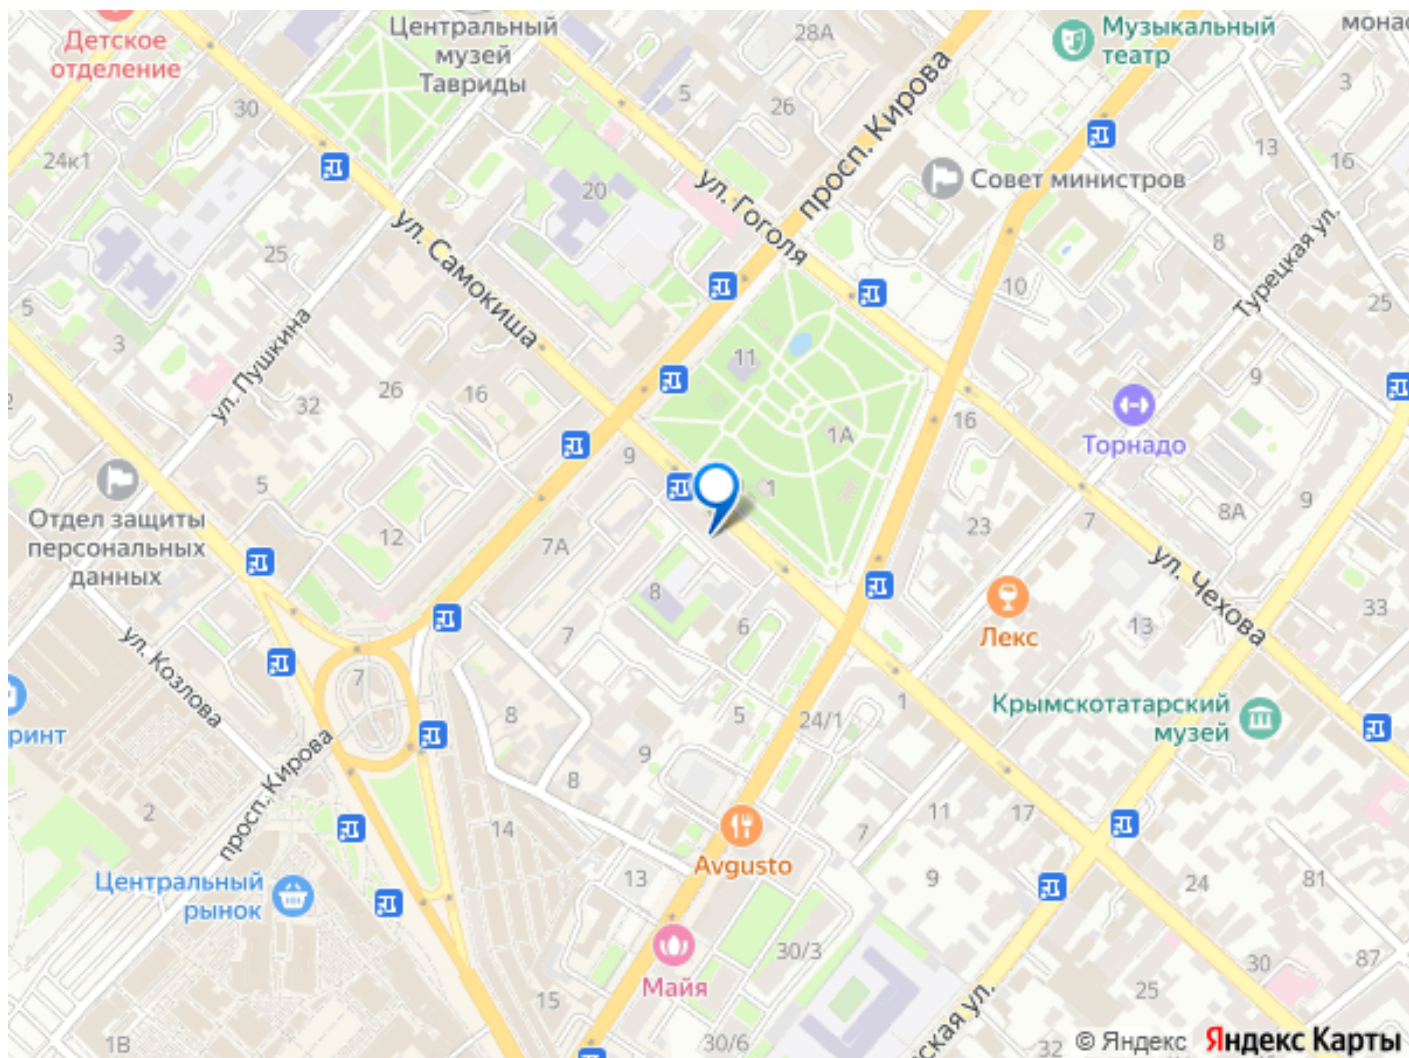 Детское
отделение
Центральный
музей
Тавриды
28А
Музыкальный
театр
3
30
5
26
просп. Кирова
13
16
24к1
20
ул. Гоголя
Совет министров
ул. Самокиша
25
8
Турецкая ул.
5
10
25
3
ул. Пушкина
11
26
16
9
32
1А
16
Торнадо
9
5
1
9
Отдел защиты
персональных
данных
12
7А
23
7
8А
ул. Чехова
8
33
ул. Козлова
7
6
Лекс
13
7
8
5
24/1
1
Крымскотатарский
музей
ринт
просп. Кирова
9
8
2
14
11
17
7
Avgusto
Центральный
рынок
13
9
24
81
30/3
Майя
30
87
15
25
1В
30/6
ская ул.
32
© Яндекс
Яндекс Карты